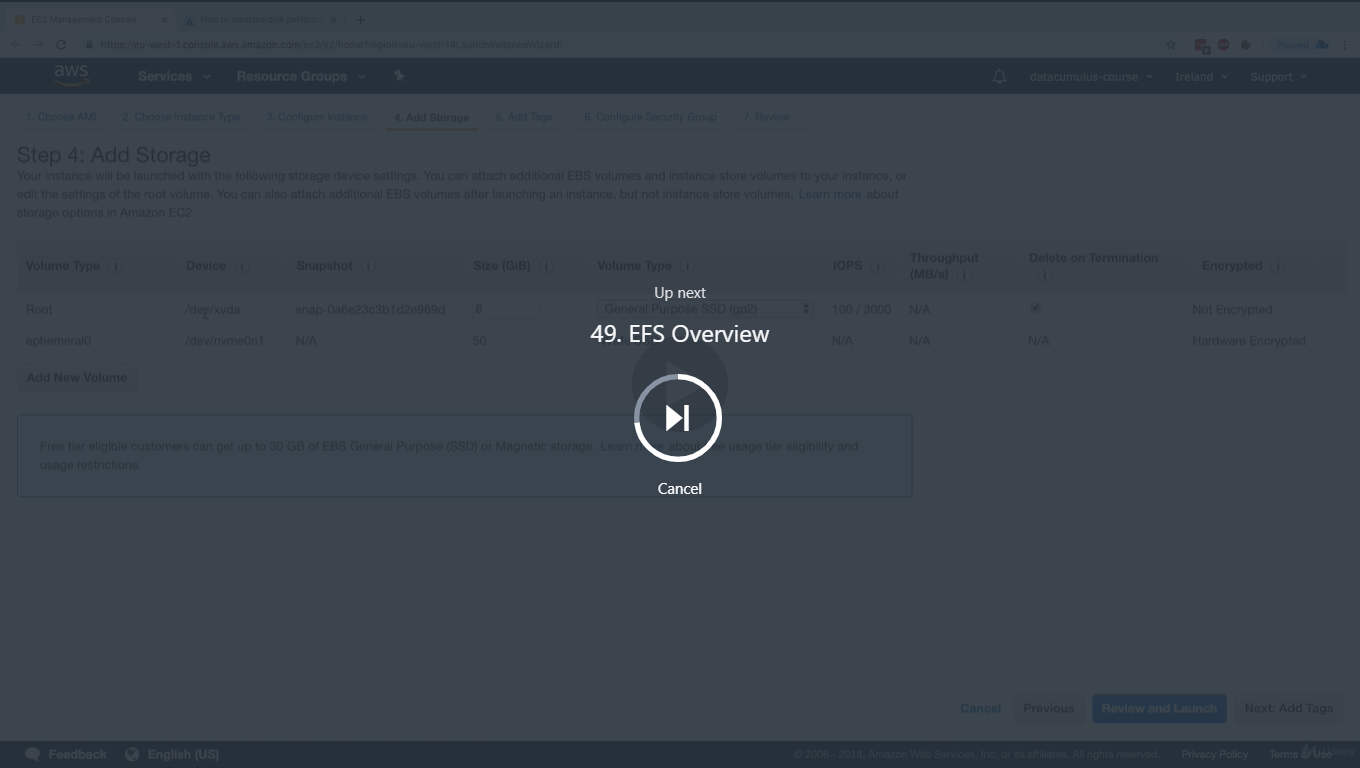 EC2 Management Console
How to measure disk perform
https://eu-west-1.console.aws.amazon.com/ec2/v2/home?region=eu-west-1#LaunchInstanceWizard:
Paused
aws
Services
Resource Groups
datacumulus-course
Ireland
Support
1. Choose AMI
2. Choose Instance Type
3. Configure Instance
4. Add Storage
5. Add Tags
6. Configure Security Group
7. Review
Step 4: Add Storage
Your instance will be launched with the following storage device settings. You can attach additional EBS volumes and instance store volumes to your instance, or
edit the settings of the root volume. You can also attach additional EBS volumes after launching an instance, but not instance store volumes. Learn more about
storage options in Amazon EC2.
Volume Type
Device
Snapshot
Size (GiB)
Volume Type
IOPS
Throughput
(MB/s)
Delete on Termination
Encrypted
Up next
Root
/dev/xvda
snap-0a6e23c3b1d2e969d
8
General Purpose SSD (gp2)
100 / 3000
N/A
Not Encrypted
49. EFS Overview
ephemeral0
/dev/nvme0n1
N/A
50
N/A
N/A
N/A
Hardware Encrypted
Add New Volume
Free tier eligible customers can get up to 30 GB of EBS General Purpose (SSD) or Magnetic storage. Learn more about usage tier eligibility and
usage restrictions.
Cancel
Cancel
Previous
Review and Launch
Next: Add Tags
Feedback
English (US)
© 2008 - 2018, Amazon Web Services, Inc. or its affiliates. All rights reserved.
Privacy Policy
Terms of Use
Udemy